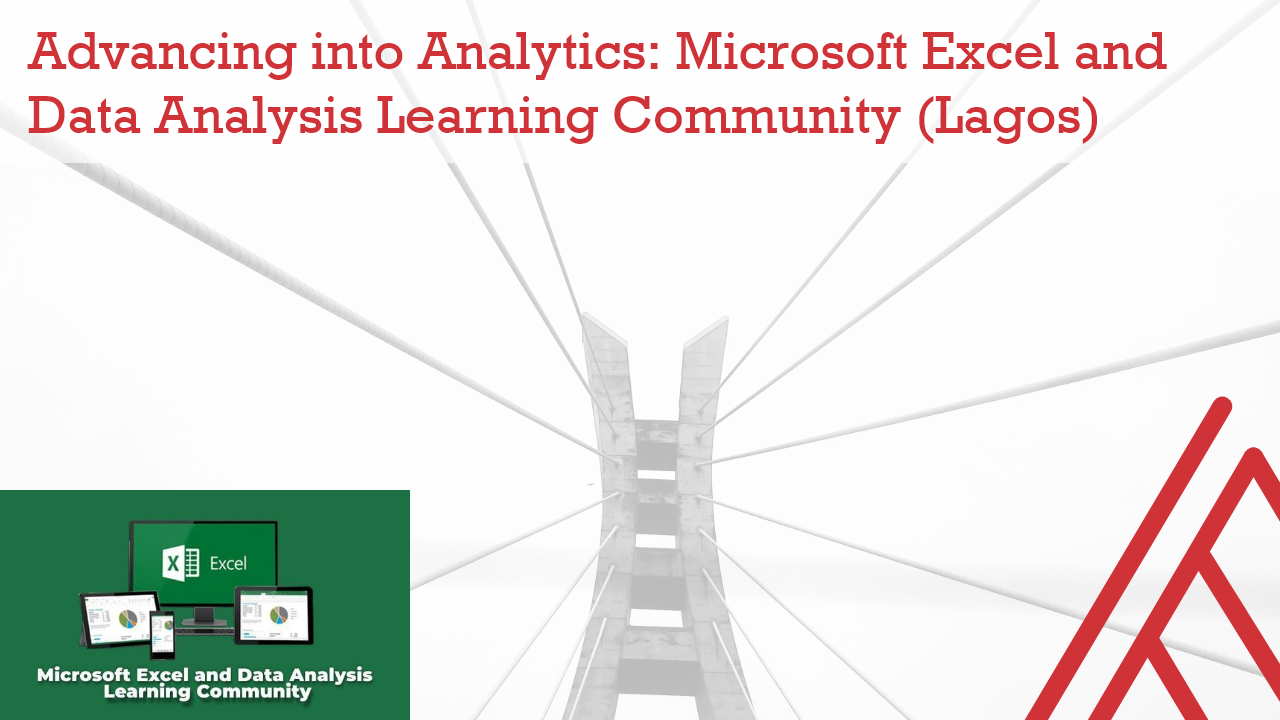 Advancing into Analytics: Microsoft Excel and
Data Analysis Learning Community (Lagos)
Excel
Microsoft Excel and Data Analysis
Learning Community